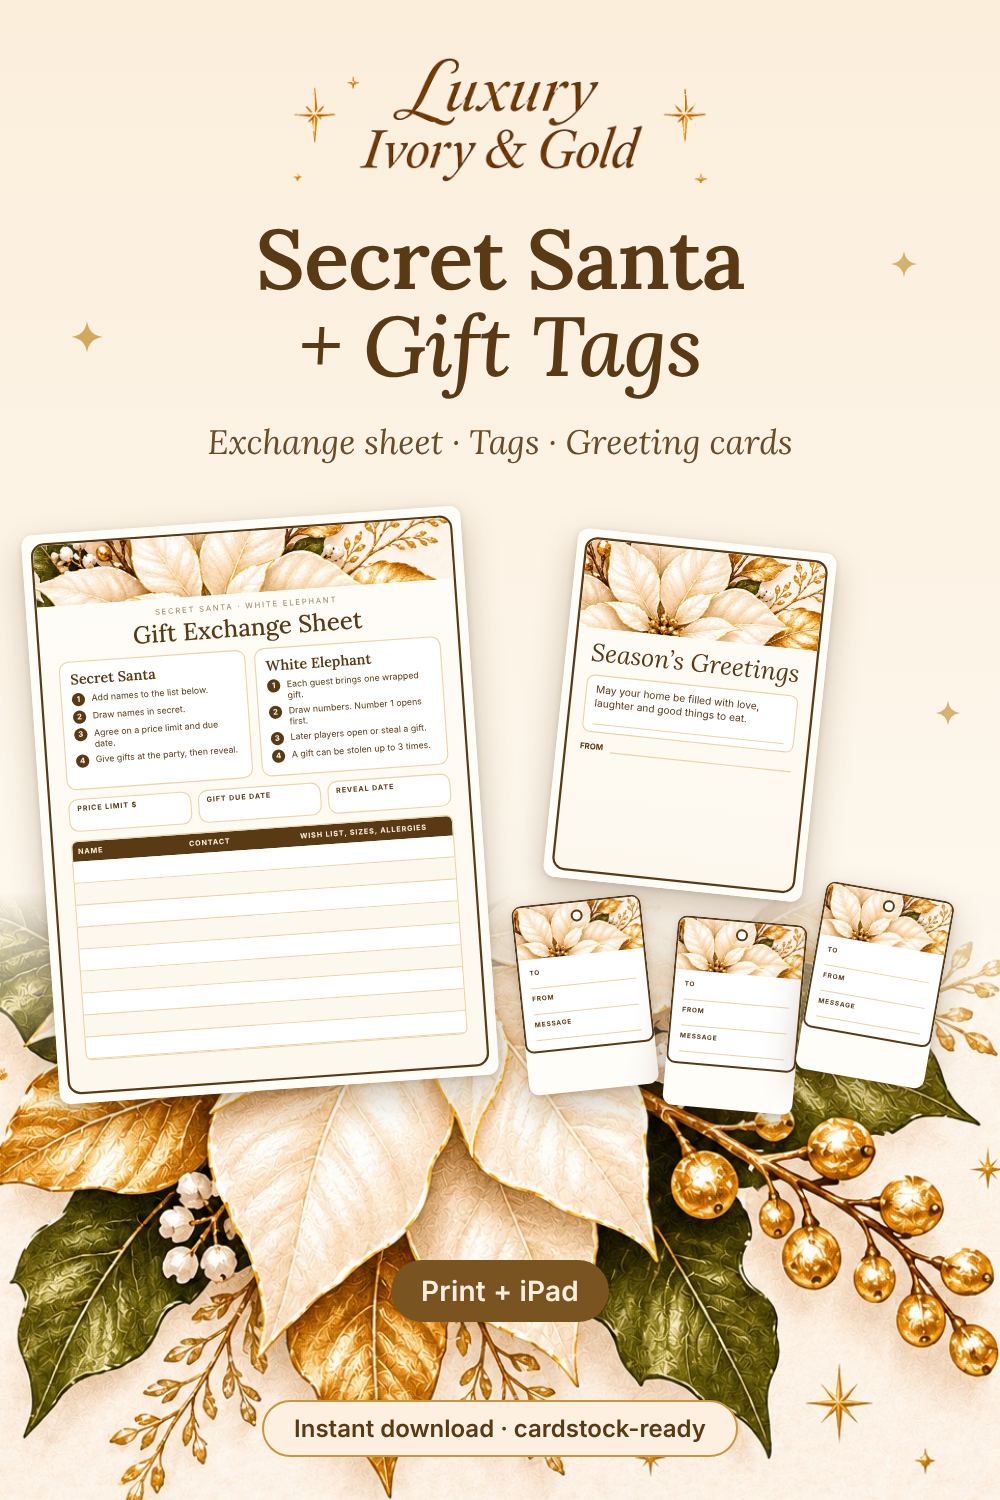 Luxury
Ivory & Gold
Secret Santa
+ Gift Tags
Exchange sheet · Tags · Greeting cards
SECRET SANTA · WHITE ELEPHANT
Gift Exchange Sheet
Secret Santa
1 Add names to the list below.
2 Draw names in secret.
3 Agree on a price limit and due
date.
4 Give gifts at the party, then reveal.
White Elephant
1 Each guest brings one wrapped
gift.
2 Draw numbers. Number 1 opens
first.
3 Later players open or steal a gift.
4 A gift can be stolen up to 3 times.
PRICE LIMIT $
GIFT DUE DATE
REVEAL DATE
NAME CONTACT WISH LIST, SIZES, ALLERGIES
Season's Greetings
May your home be filled with love,
laughter and good things to eat.
FROM
TO
FROM
MESSAGE
TO
FROM
MESSAGE
TO
FROM
MESSAGE
Print + iPad
Instant download · cardstock-ready